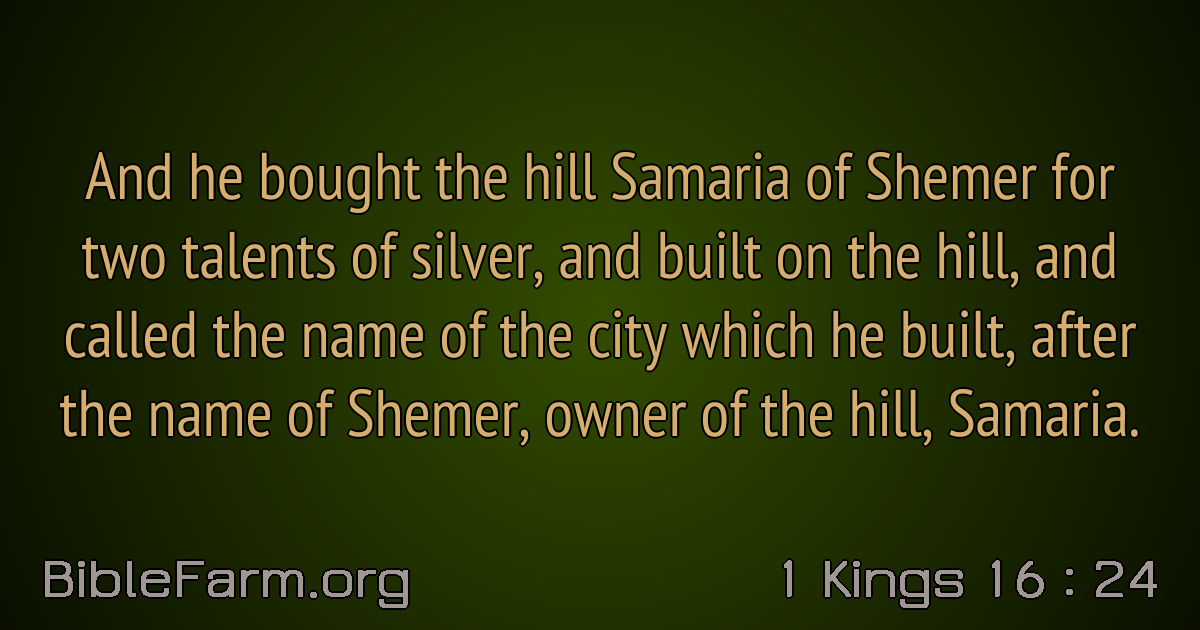 And he bought the hill Samaria of Shemer for
two talents of silver, and built on the hill, and
called the name of the city which he built, after
the name of Shemer, owner of the hill, Samaria.
BibleFarm.org
1 Kings 16 : 24